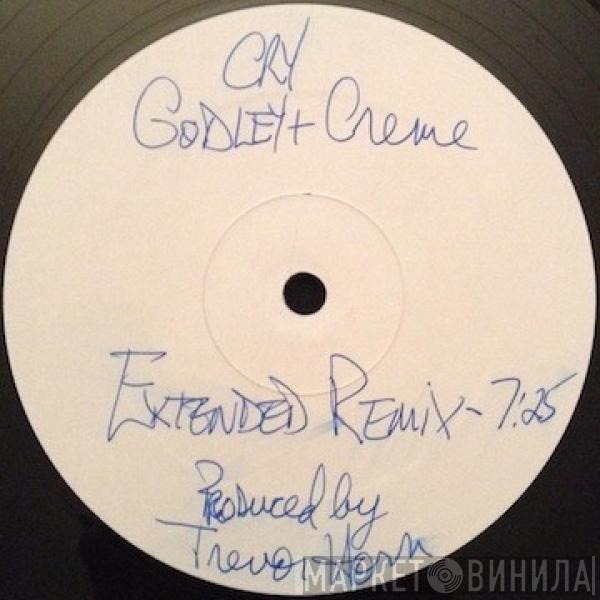 CRY
GODLEY + Creme
EXTENDED REMIX - 7:25
PRODUCED by
Trevor Horn
МАРКЕТ ВИНИЛА